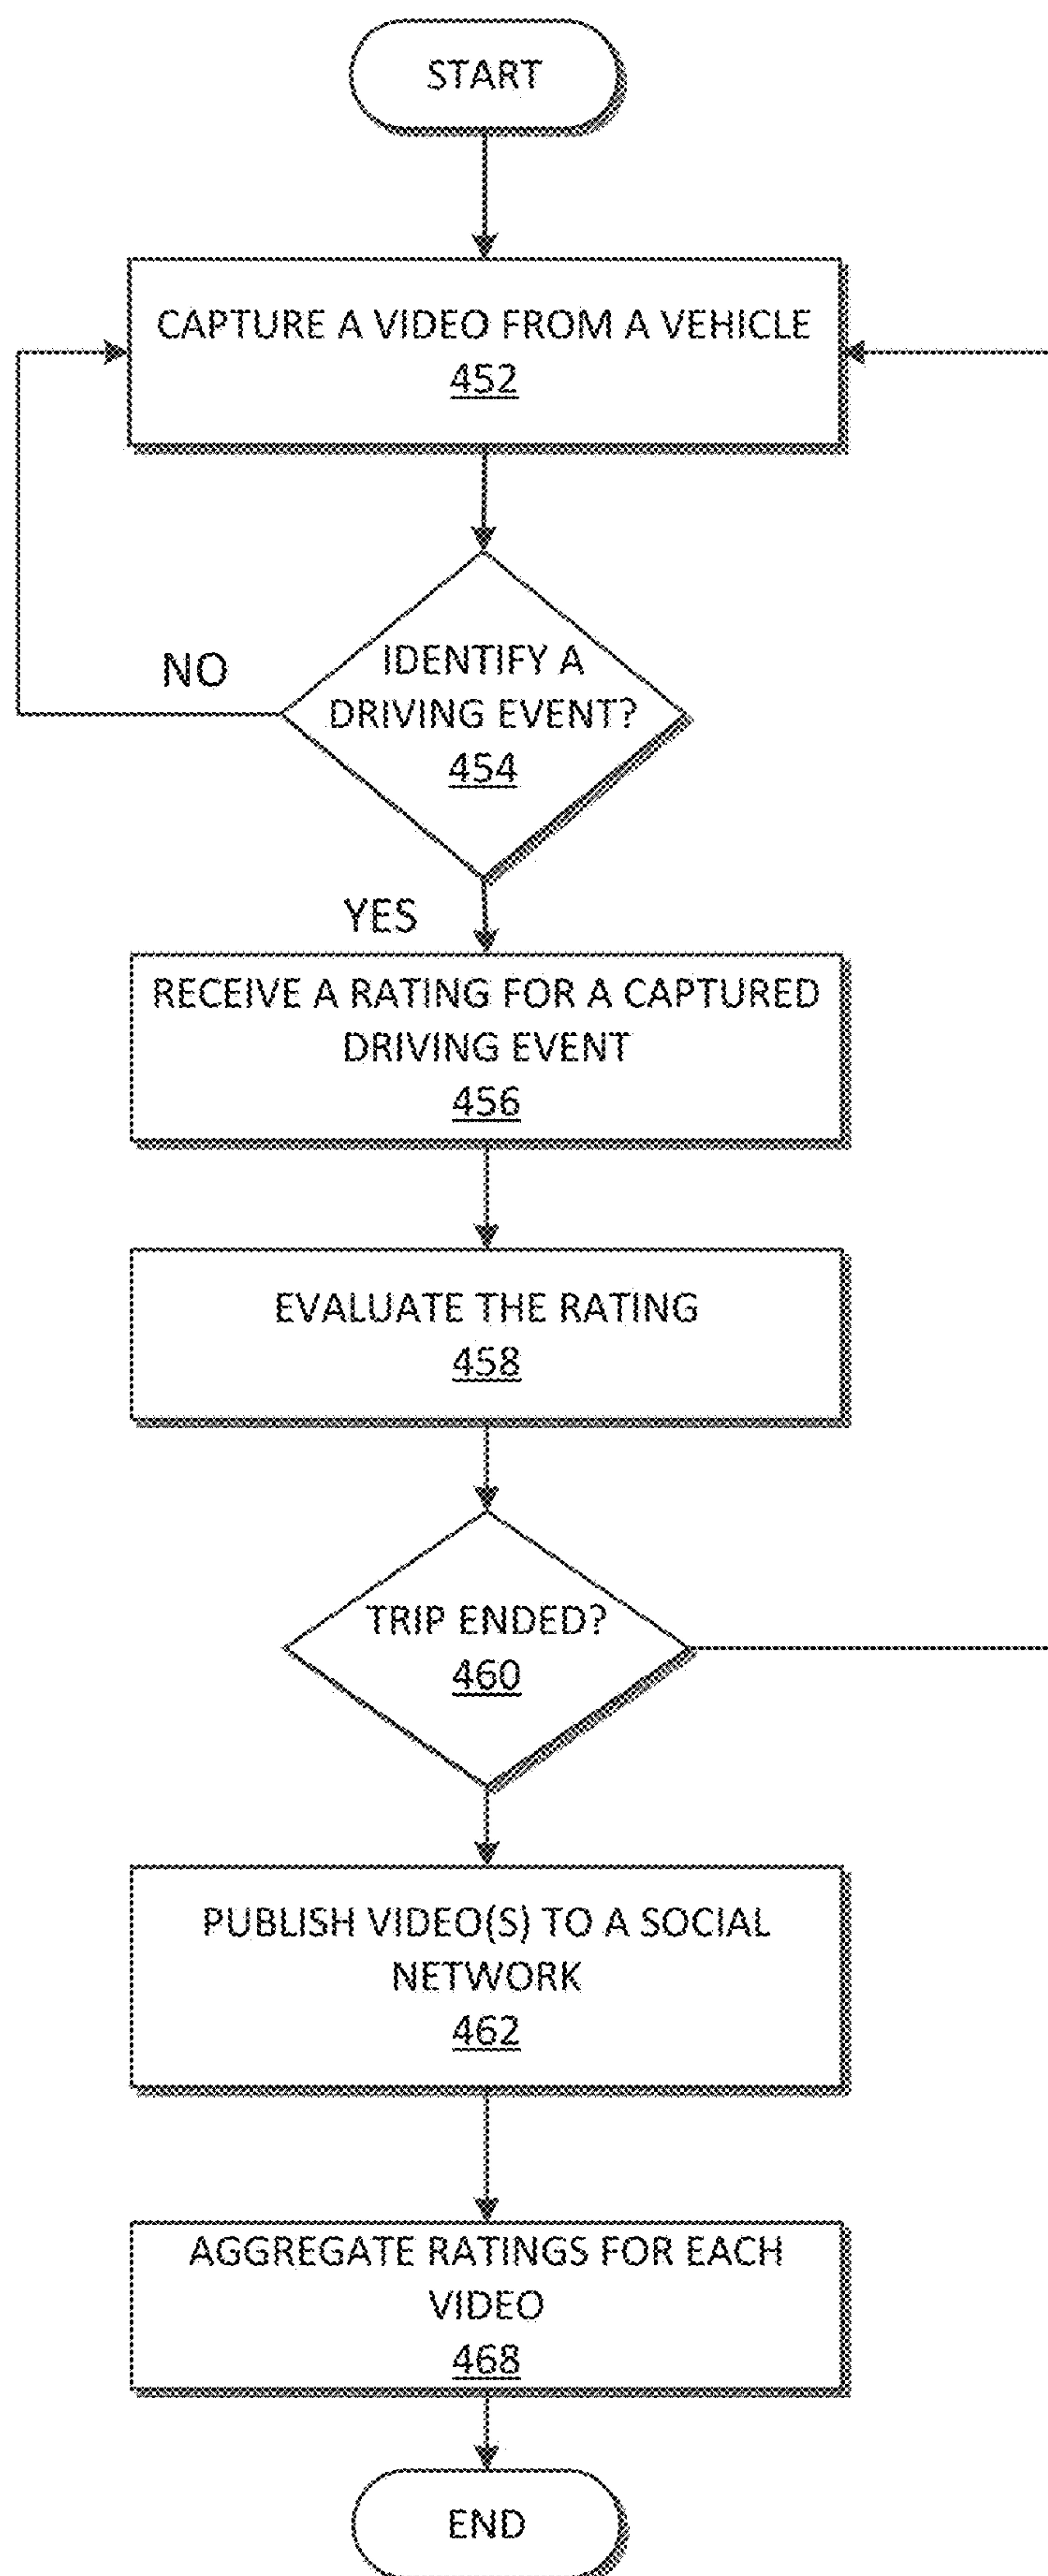 START
CAPTURE A VIDEO FROM A VEHICLE
452
IDENTIFY A
DRIVING EVENT?
454
NO
YES
RECEIVE A RATING FOR A CAPTURED
DRIVING EVENT
456
EVALUATE THE RATING
458
TRIP ENDED?
460
PUBLISH VIDEO(S) TO A SOCIAL
NETWORK
462
AGGREGATE RATINGS FOR EACH
VIDEO
468
END